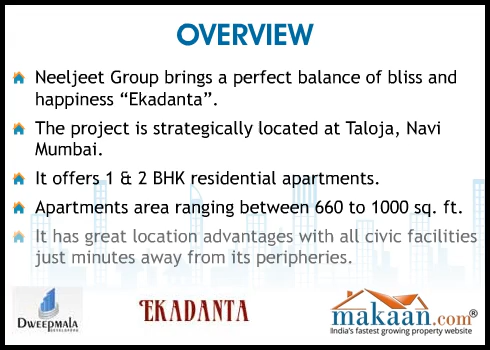 OVERVIEW
Neeljeet Group brings a perfect balance of bliss and
happiness “Ekadanta”.
The project is strategically located at Taloja, Navi
Mumbai.
It offers 1 & 2 BHK residential apartments.
Apartments area ranging between 660 to 1000 sq. ft.
It has great location advantages with all civic facilities
just minutes away from its peripheries.
DWEEPMALA
DEVELOPERS
EKADANTA
makaan.com®
India's fastest growing property website